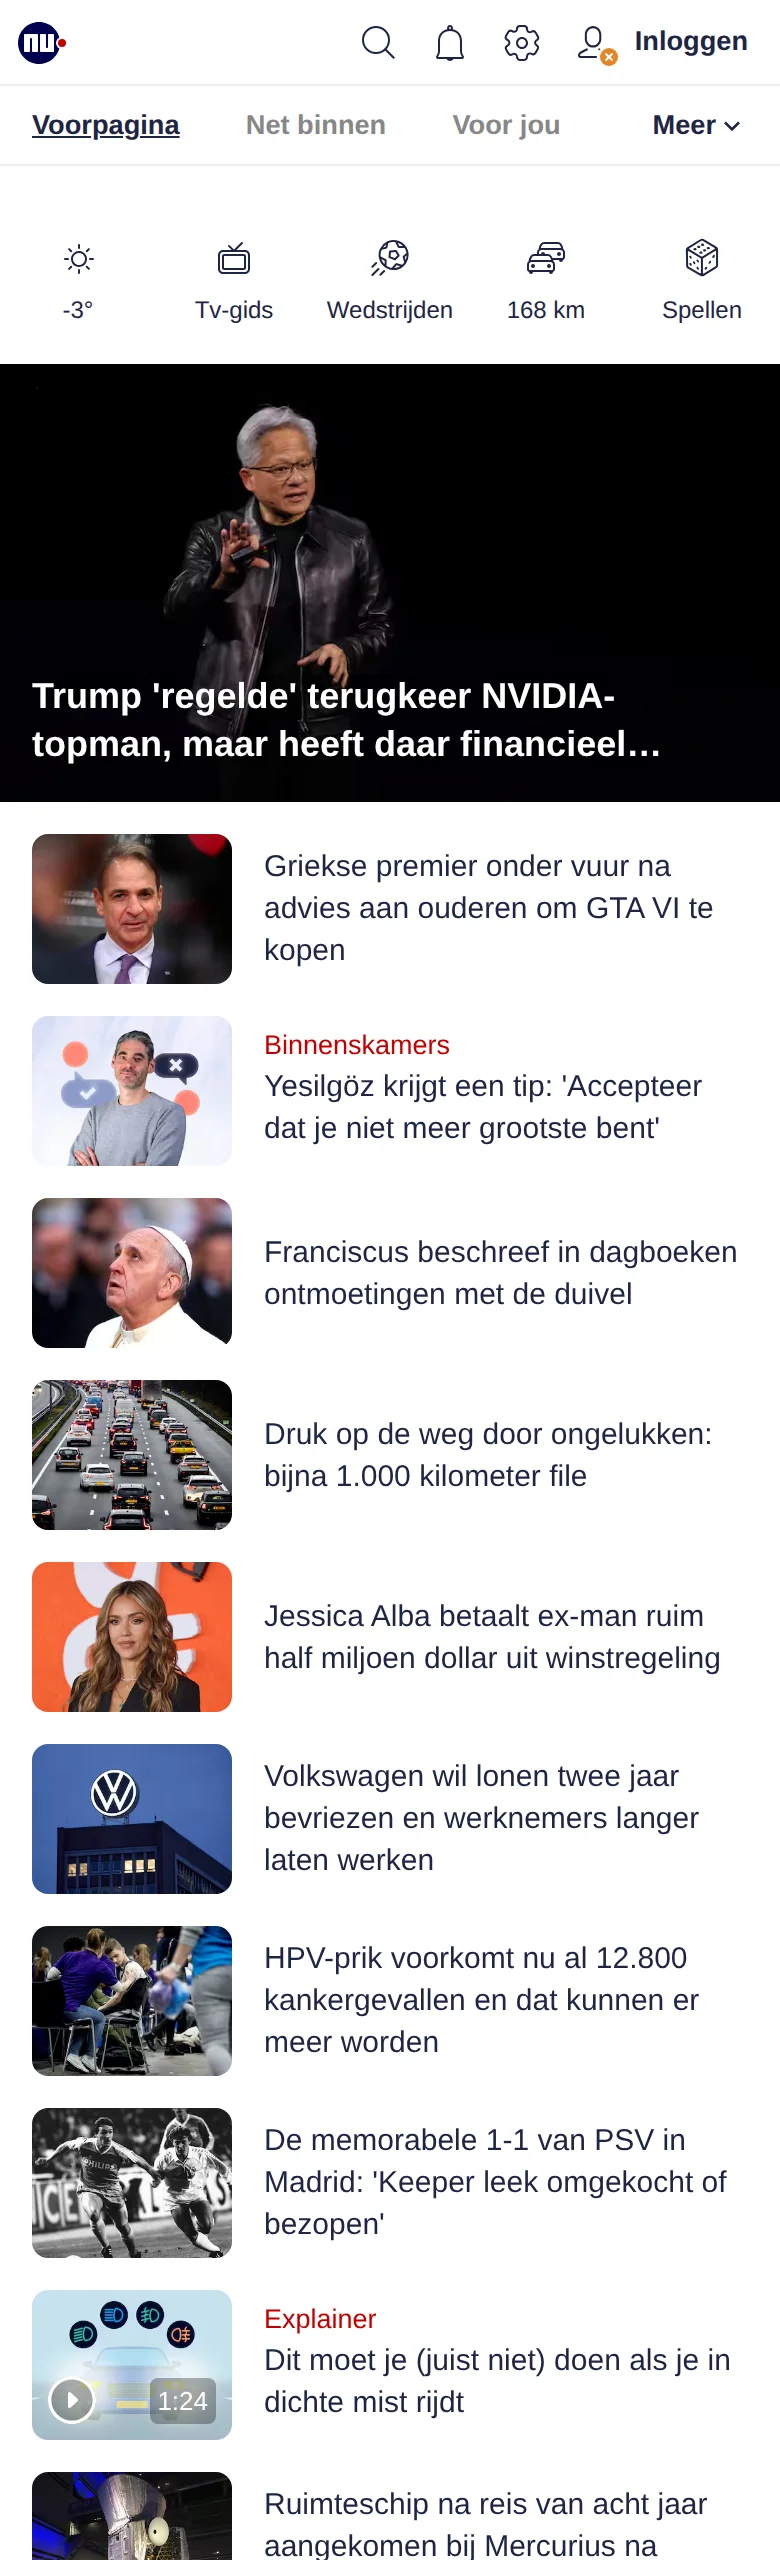 nu
Inloggen
Voorpagina
Net binnen
Voor jou
Meer
-3°
Tv-gids
Wedstrijden
168 km
Spellen
Trump 'regelde' terugkeer NVIDIA-
topman, maar heeft daar financieel…
Griekse premier onder vuur na
advies aan ouderen om GTA VI te
kopen
Binnenskamers
Yesilgöz krijgt een tip: 'Accepteer
dat je niet meer grootste bent'
Franciscus beschreef in dagboeken
ontmoetingen met de duivel
Druk op de weg door ongelukken:
bijna 1.000 kilometer file
Jessica Alba betaalt ex-man ruim
half miljoen dollar uit winstregeling
Volkswagen wil lonen twee jaar
bevriezen en werknemers langer
laten werken
HPV-prik voorkomt nu al 12.800
kankergevallen en dat kunnen er
meer worden
De memorabele 1-1 van PSV in
Madrid: 'Keeper leek omgekocht of
bezopen'
PHILIPS
Explainer
Dit moet je (juist niet) doen als je in
dichte mist rijdt
1:24
Ruimteschip na reis van acht jaar
aangekomen bij Mercurius na